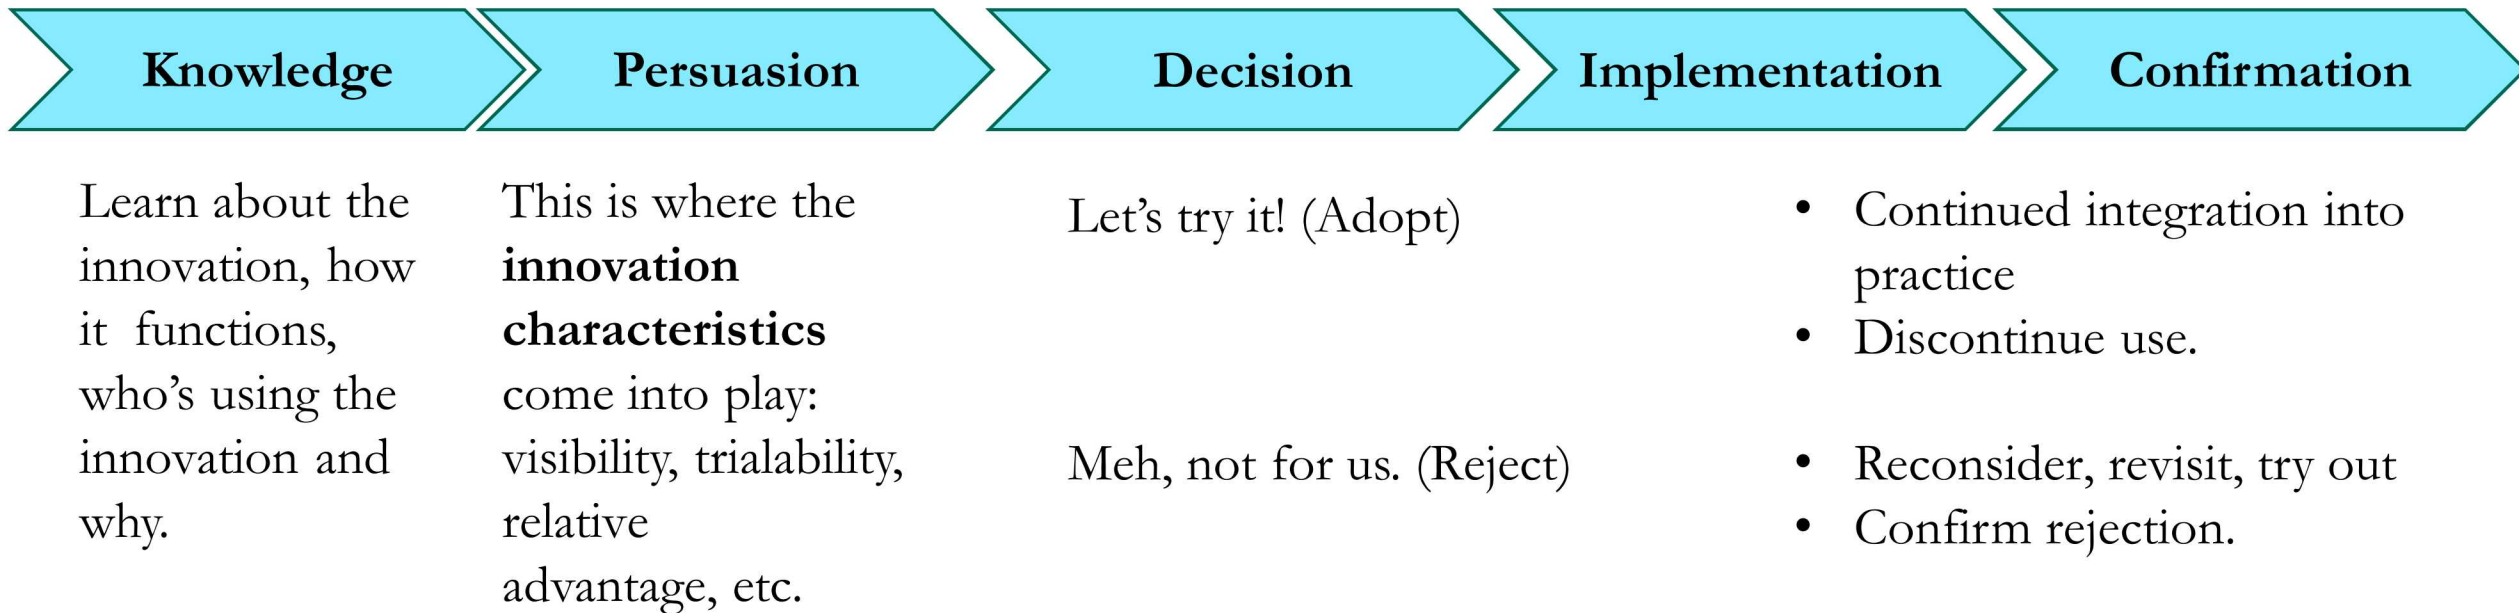 Knowledge
Persuasion
Decision
Implementation
Confirmation
Learn about the
innovation, how
it functions,
who's using the
innovation and
why.
This is where the
innovation
characteristics
come into play:
visibility, trialability,
relative
advantage, etc.
Let's try it! (Adopt)
Meh, not for us. (Reject)
• Continued integration into
practice
• Discontinue use.
• Reconsider, revisit, try out
• Confirm rejection.